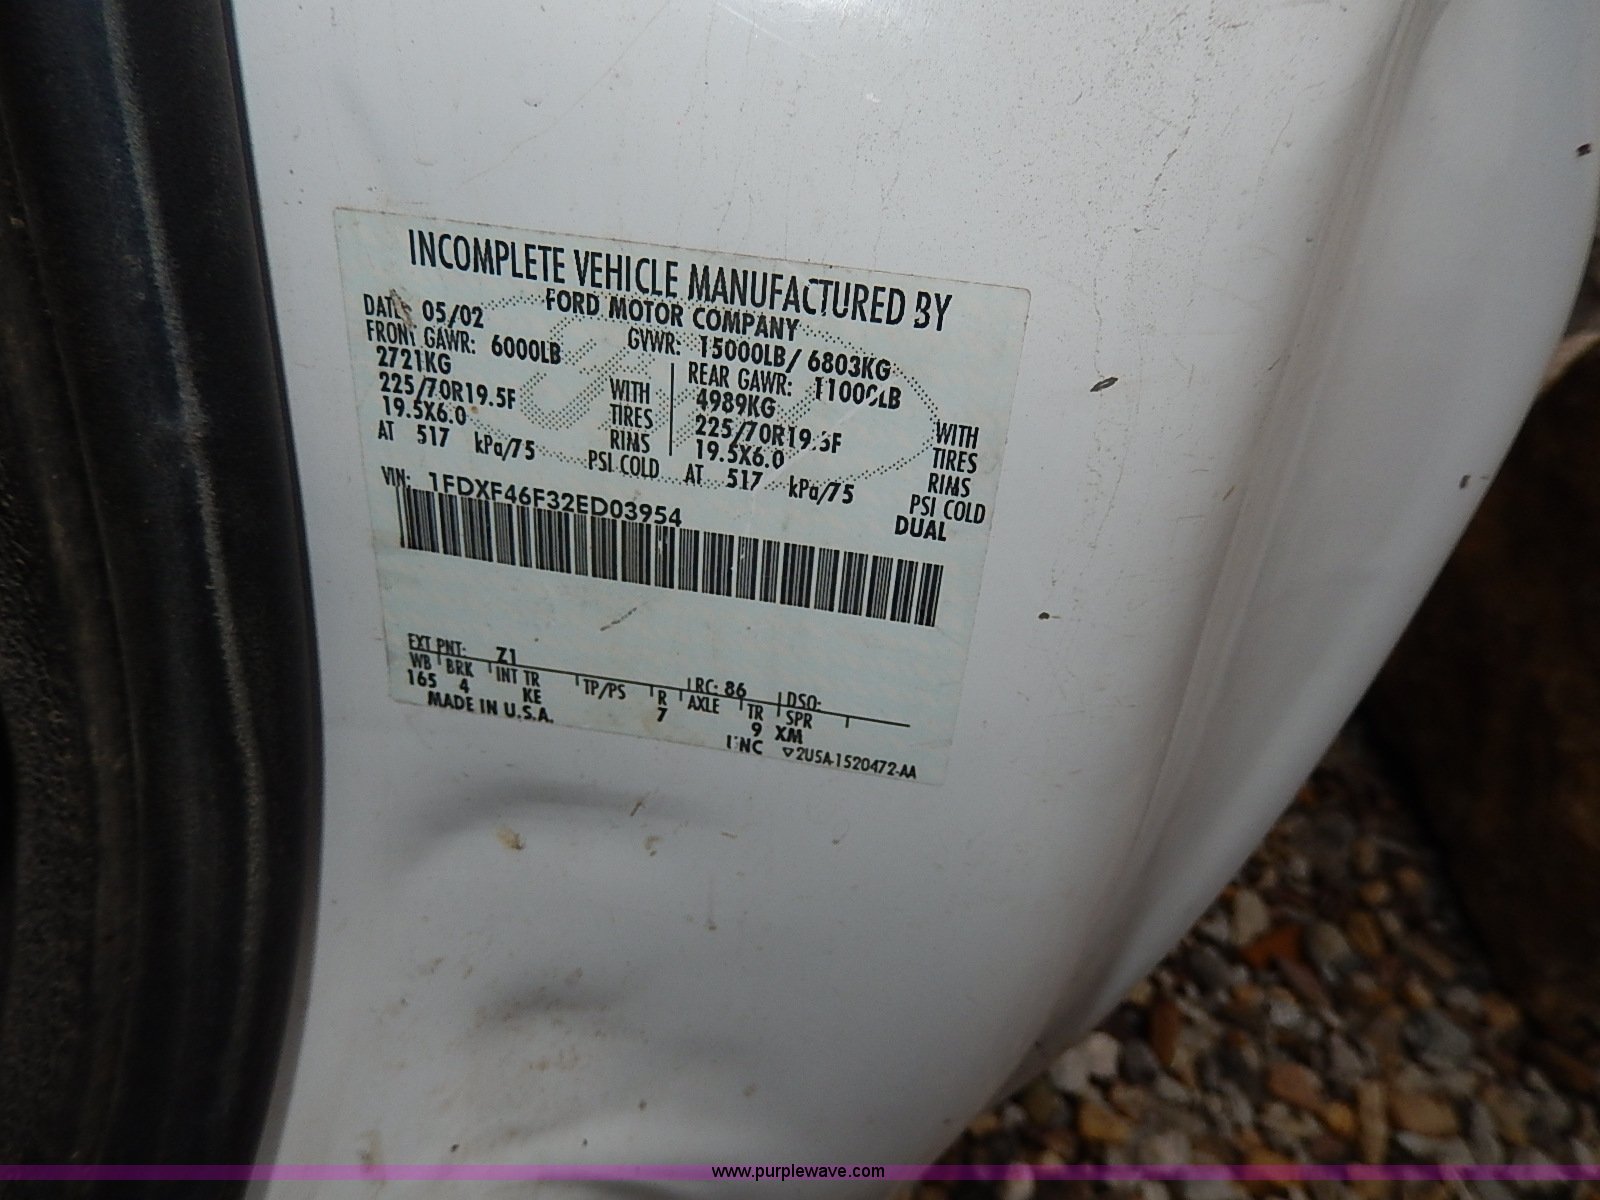 INCOMPLETE VEHICLE MANUFACTURED BY
FORD MOTOR COMPANY
DATE: 05/02 GVWR: 15000LB/ 6803KG
FRONT GAWR: 6000LB REAR GAWR: 11000LB
2721KG WITH 4989KG WITH
225/70R19.5F TIRES 225/70R19.5F TIRES
19.5X6.0 RIMS 19.5X6.0 RIMS
AT 517 kPa/75 PSI COLD AT 517 kPa/75 PSI COLD
DUAL
VIN: 1FDXF46F32ED03954
EXT PNT: Z1 RC: 86 DSO:
WB BRK INT TR TP/PS R AXLE TR SPR
165 4 KE 7 9 XM
MADE IN U.S.A. NC ▽2U5A-1520472-AA
www.purplewave.com